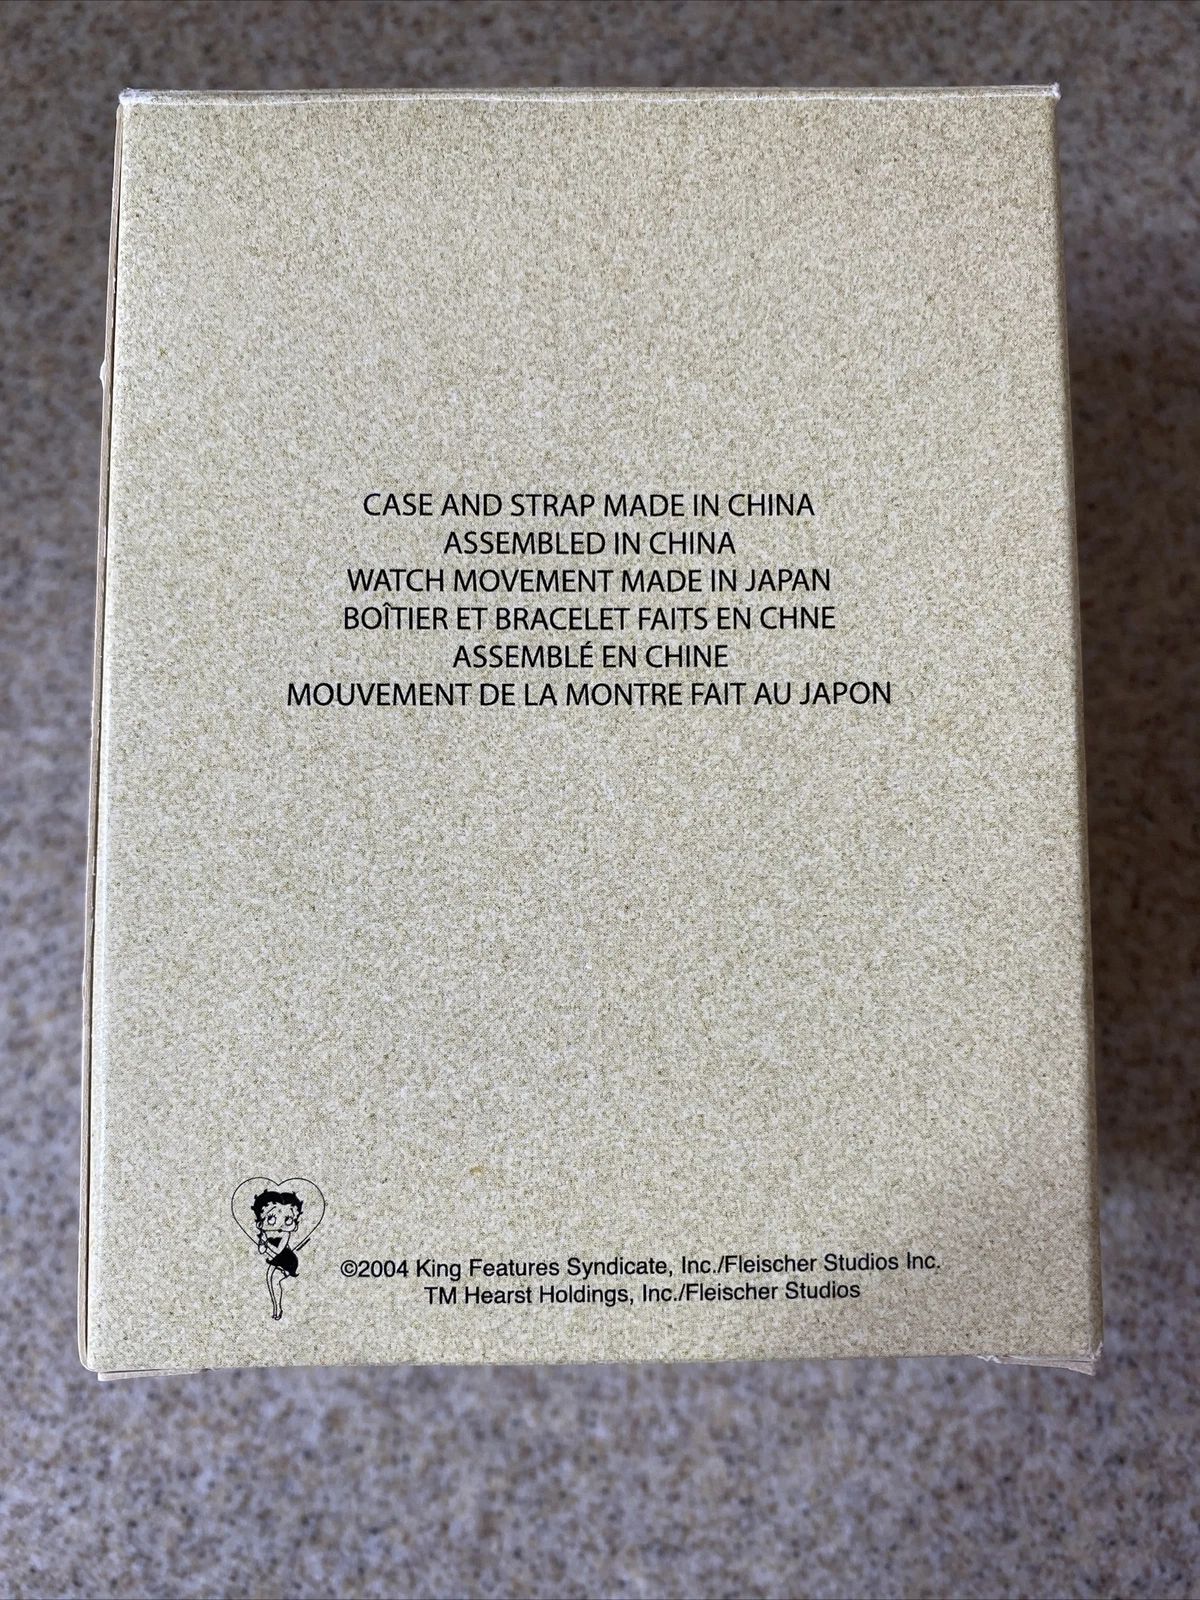 CASE AND STRAP MADE IN CHINA
ASSEMBLED IN CHINA
WATCH MOVEMENT MADE IN JAPAN
BOÎTIER ET BRACELET FAITS EN CHNE
ASSEMBLÉ EN CHINE
MOUVEMENT DE LA MONTRE FAIT AU JAPON
©2004 King Features Syndicate, Inc./Fleischer Studios Inc.
TM Hearst Holdings, Inc./Fleischer Studios